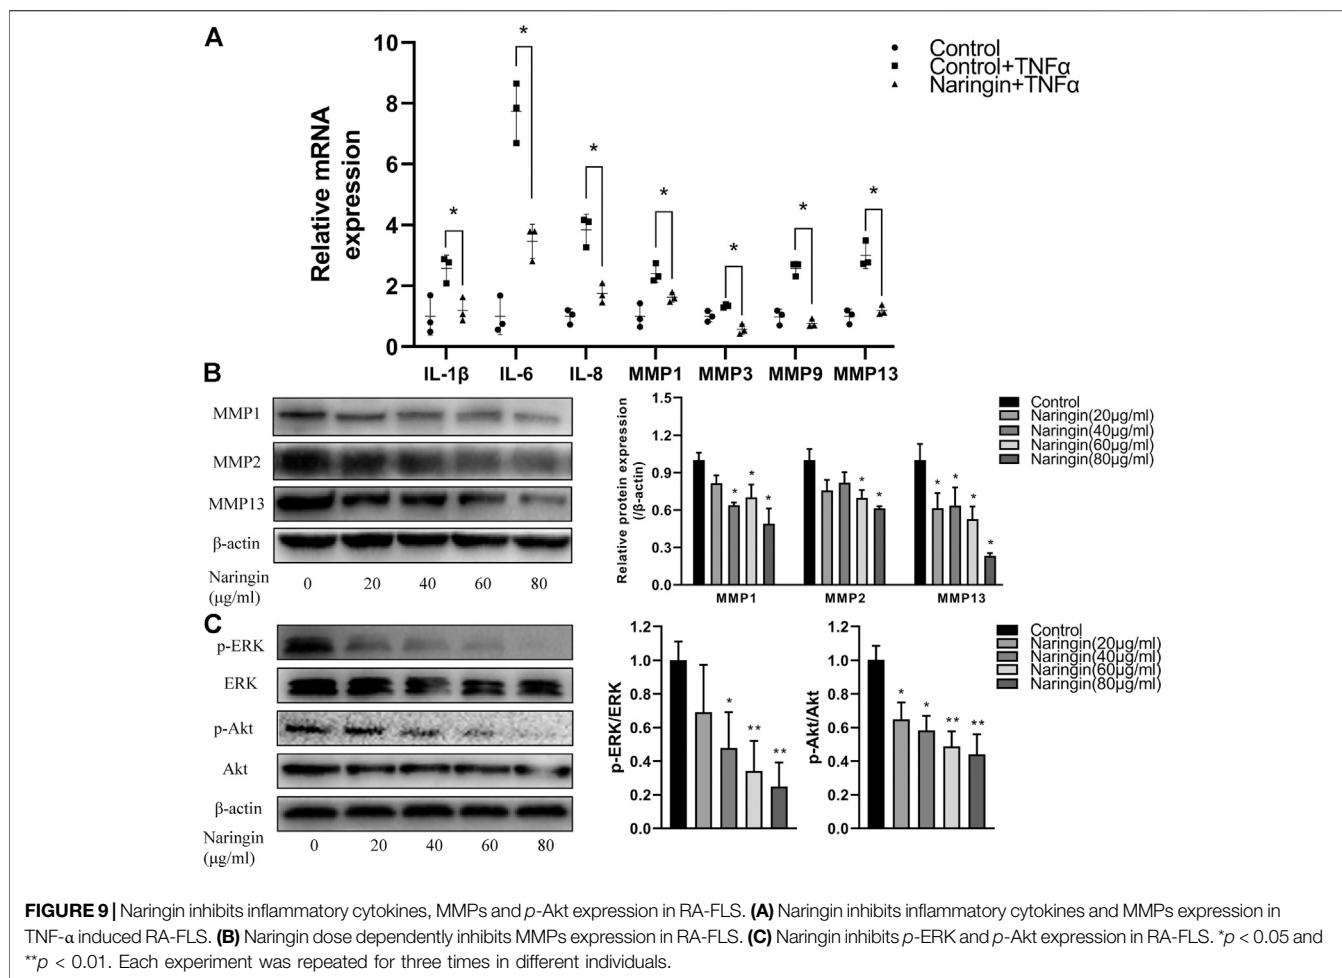 A
Relative mRNA
expression
10
8
6
4
2
0
*
*
*
*
*
*
*
IL-1β
IL-6
IL-8
MMP1
MMP3
MMP9
MMP13
Control
Control+TNFα
Naringin+TNFα
B
MMP1
MMP2
MMP13
β-actin
Naringin
(μg/ml)
0 20 40 60 80
Relative protein expression
(/β-actin)
1.5
1.2
0.9
0.6
0.3
0.0
* * *
* *
* * * *
MMP1
MMP2
MMP13
Control
Naringin(20μg/ml)
Naringin(40μg/ml)
Naringin(60μg/ml)
Naringin(80μg/ml)
C
p-ERK
ERK
p-Akt
Akt
β-actin
Naringin
(μg/ml)
0 20 40 60 80
p-ERK/ERK
1.2
1.0
0.8
0.6
0.4
0.2
0.0
* ** **
p-Akt/Akt
1.2
1.0
0.8
0.6
0.4
0.2
0.0
* * ** **
Control
Naringin(20μg/ml)
Naringin(40μg/ml)
Naringin(60μg/ml)
Naringin(80μg/ml)
FIGURE 9 | Naringin inhibits inflammatory cytokines, MMPs and p-Akt expression in RA-FLS. (A) Naringin inhibits inflammatory cytokines and MMPs expression in
TNF-α induced RA-FLS. (B) Naringin dose dependently inhibits MMPs expression in RA-FLS. (C) Naringin inhibits p-ERK and p-Akt expression in RA-FLS. *p < 0.05 and
**p < 0.01. Each experiment was repeated for three times in different individuals.